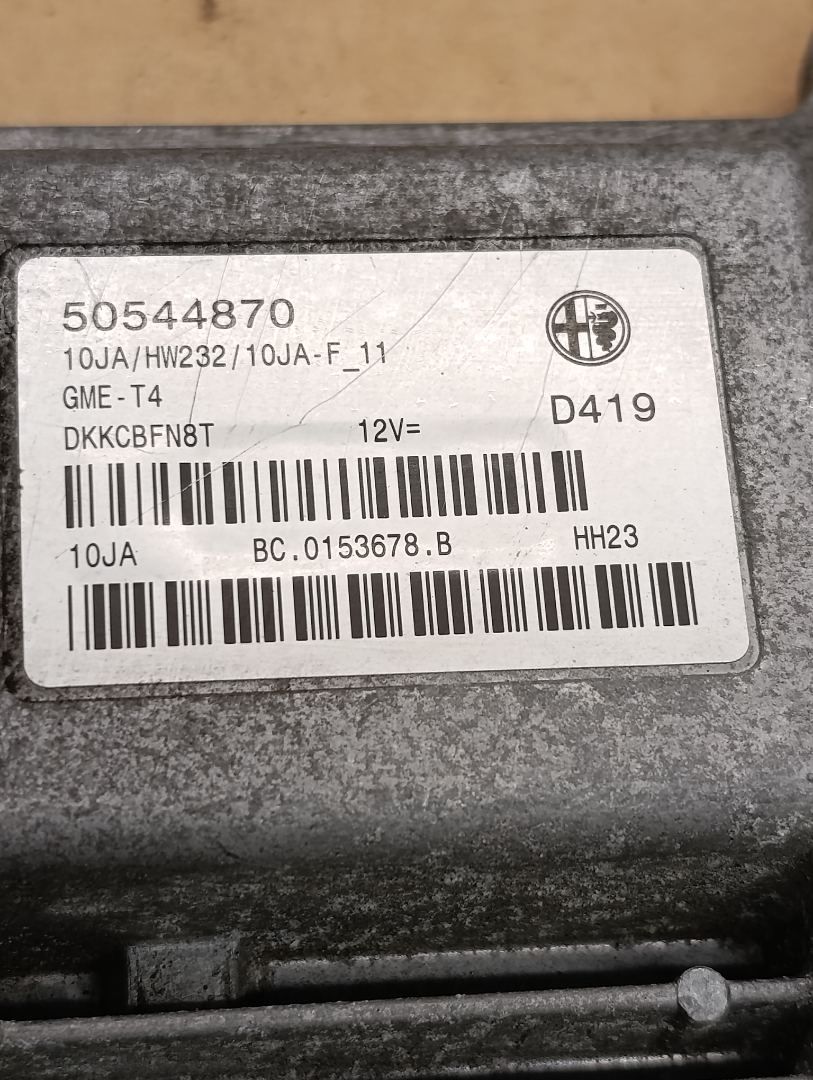 50544870
10JA/HW232/10JA-F_11
GME-T4
D419
DKKCBFN8T 12V=
10JA BC.0153678.B HH23